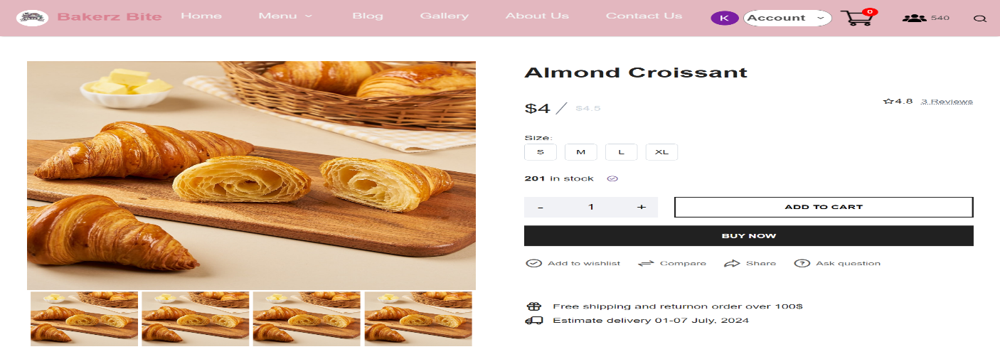 Bakerz Bite Home Menu Blog Gallery About Us Contact Us K Account 0 540
Almond Croissant
$4 / $4.5 4.8 3 Reviews
Size:
S M L XL
201 in stock
- 1 + ADD TO CART
BUY NOW
Add to wishlist Compare Share Ask question
Free shipping and returnon order over 100$
Estimate delivery 01-07 July, 2024